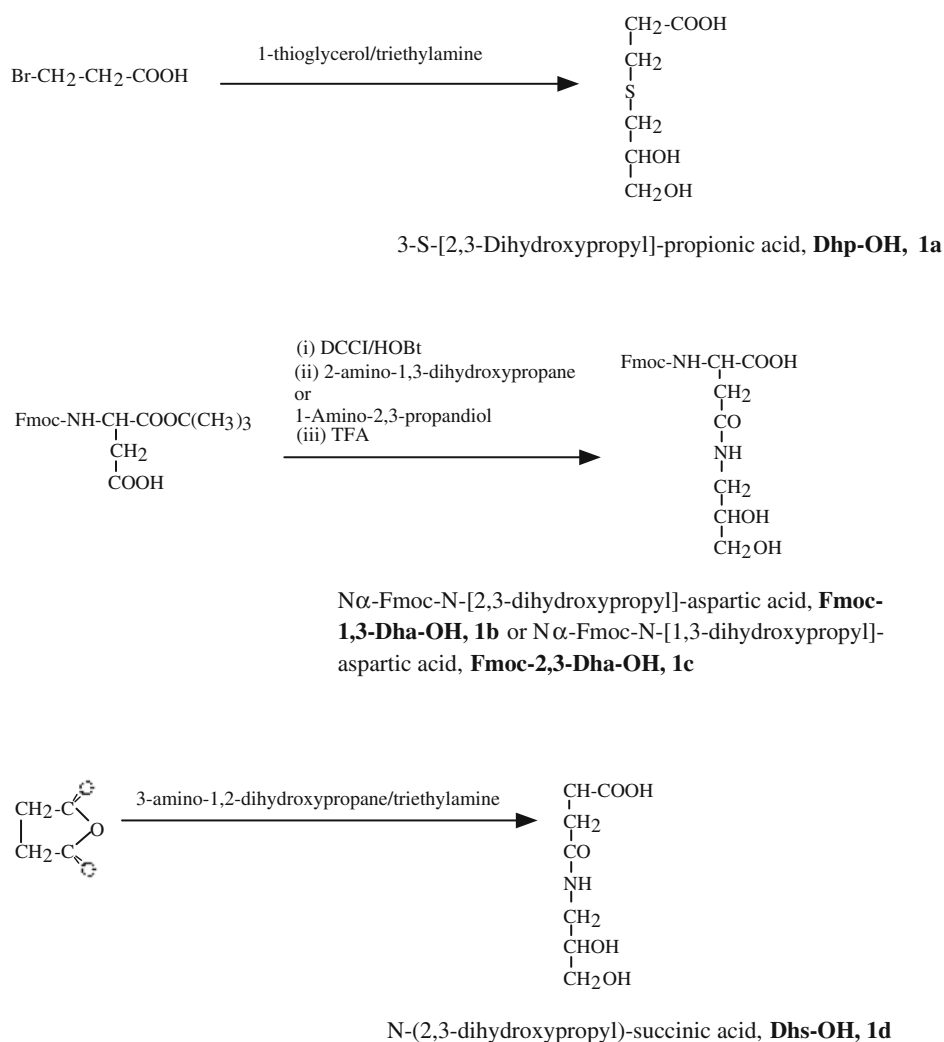 CH2-COOH
1-thioglycerol/triethylamine
CH2
Br-CH2-CH2-COOH
S
CH2
CHOH
CH2OH
3-S-[2,3-Dihydroxypropyl]-propionic acid, Dhp-OH, 1a
(i) DCCI/HOBt
(ii) 2-amino-1,3-dihydroxypropane
or
1-Amino-2,3-propandiol
(iii) TFA
Fmoc-NH-CH-COOH
CH2
CO
NH
CH2
CHOH
CH2OH
Fmoc-NH-CH-COOC(CH3)3
CH2
COOH
Nα-Fmoc-N-[2,3-dihydroxypropyl]-aspartic acid, Fmoc-
1,3-Dha-OH, 1b or Nα-Fmoc-N-[1,3-dihydroxypropyl]-
aspartic acid, Fmoc-2,3-Dha-OH, 1c
3-amino-1,2-dihydroxypropane/triethylamine
O
CH2-C
O
CH2-C
O
CH-COOH
CH2
CO
NH
CH2
CHOH
CH2OH
N-(2,3-dihydroxypropyl)-succinic acid, Dhs-OH, 1d